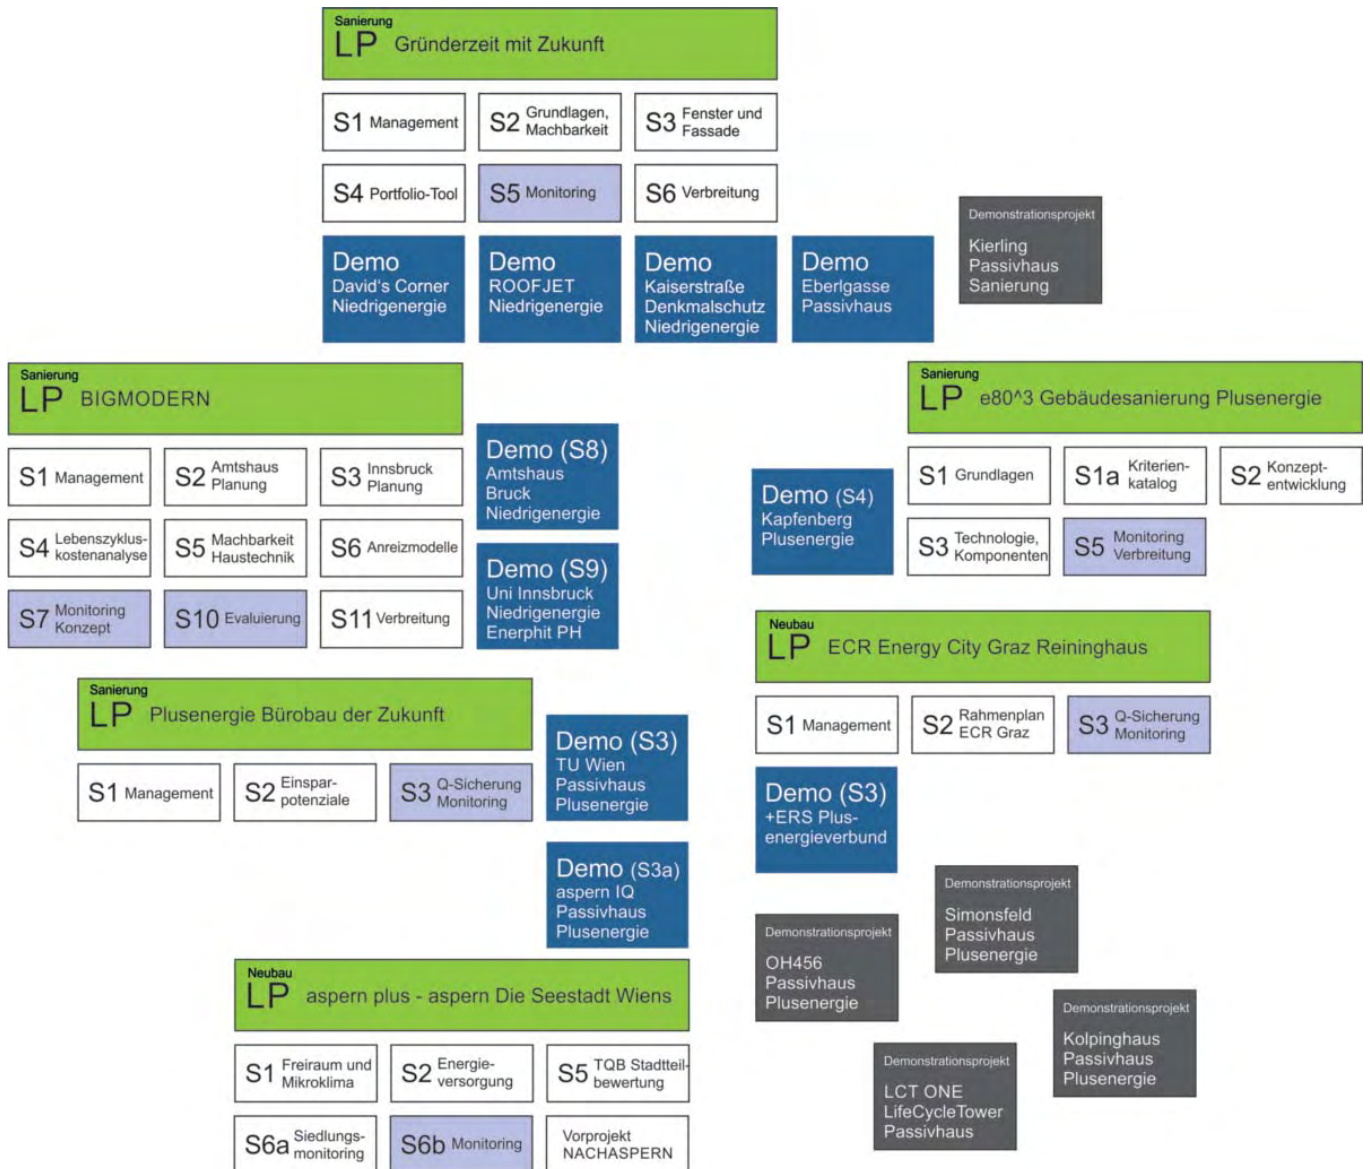 Sanierung
LP Gründerzeit mit Zukunft
S1 Management
S2 Grundlagen,
Machbarkeit
S3 Fenster und
Fassade
S4 Portfolio-Tool
S5 Monitoring
S6 Verbreitung
Demo
David's Corner
Niedrigenergie
Demo
ROOFJET
Niedrigenergie
Demo
Kaiserstraße
Denkmalschutz
Niedrigenergie
Demo
Eberlgasse
Passivhaus
Demonstrationsprojekt
Kierling
Passivhaus
Sanierung
Sanierung
LP BIGMODERN
S1 Management
S2 Amtshaus
Planung
S3 Innsbruck
Planung
S4 Lebenszyklus-
kostenanalyse
S5 Machbarkeit
Haustechnik
S6 Anreizmodelle
S7 Monitoring
Konzept
S10 Evaluierung
S11 Verbreitung
Demo (S8)
Amtshaus
Bruck
Niedrigenergie
Demo (S9)
Uni Innsbruck
Niedrigenergie
Enerphit PH
Sanierung
LP e80^3 Gebäudesanierung Plusenergie
Demo (S4)
Kapfenberg
Plusenergie
S1 Grundlagen
S1a Kriterien-
katalog
S2 Konzept-
entwicklung
S3 Technologie,
Komponenten
S5 Monitoring
Verbreitung
Neubau
LP ECR Energy City Graz Reininghaus
S1 Management
S2 Rahmenplan
ECR Graz
S3 Q-Sicherung
Monitoring
Demo (S3)
+ERS Plus-
energieverbund
Sanierung
LP Plusenergie Bürobau der Zukunft
S1 Management
S2 Einspar-
potenziale
S3 Q-Sicherung
Monitoring
Demo (S3)
TU Wien
Passivhaus
Plusenergie
Demo (S3a)
aspern IQ
Passivhaus
Plusenergie
Neubau
LP aspern plus - aspern Die Seestadt Wiens
S1 Freiraum und
Mikroklima
S2 Energie-
versorgung
S5 TQB Stadtteil-
bewertung
S6a Siedlungs-
monitoring
S6b Monitoring
Vorprojekt
NACHASPERN
Demonstrationsprojekt
Simonsfeld
Passivhaus
Plusenergie
Demonstrationsprojekt
OH456
Passivhaus
Plusenergie
Demonstrationsprojekt
Kolpinghaus
Passivhaus
Plusenergie
Demonstrationsprojekt
LCT ONE
LifeCycleTower
Passivhaus